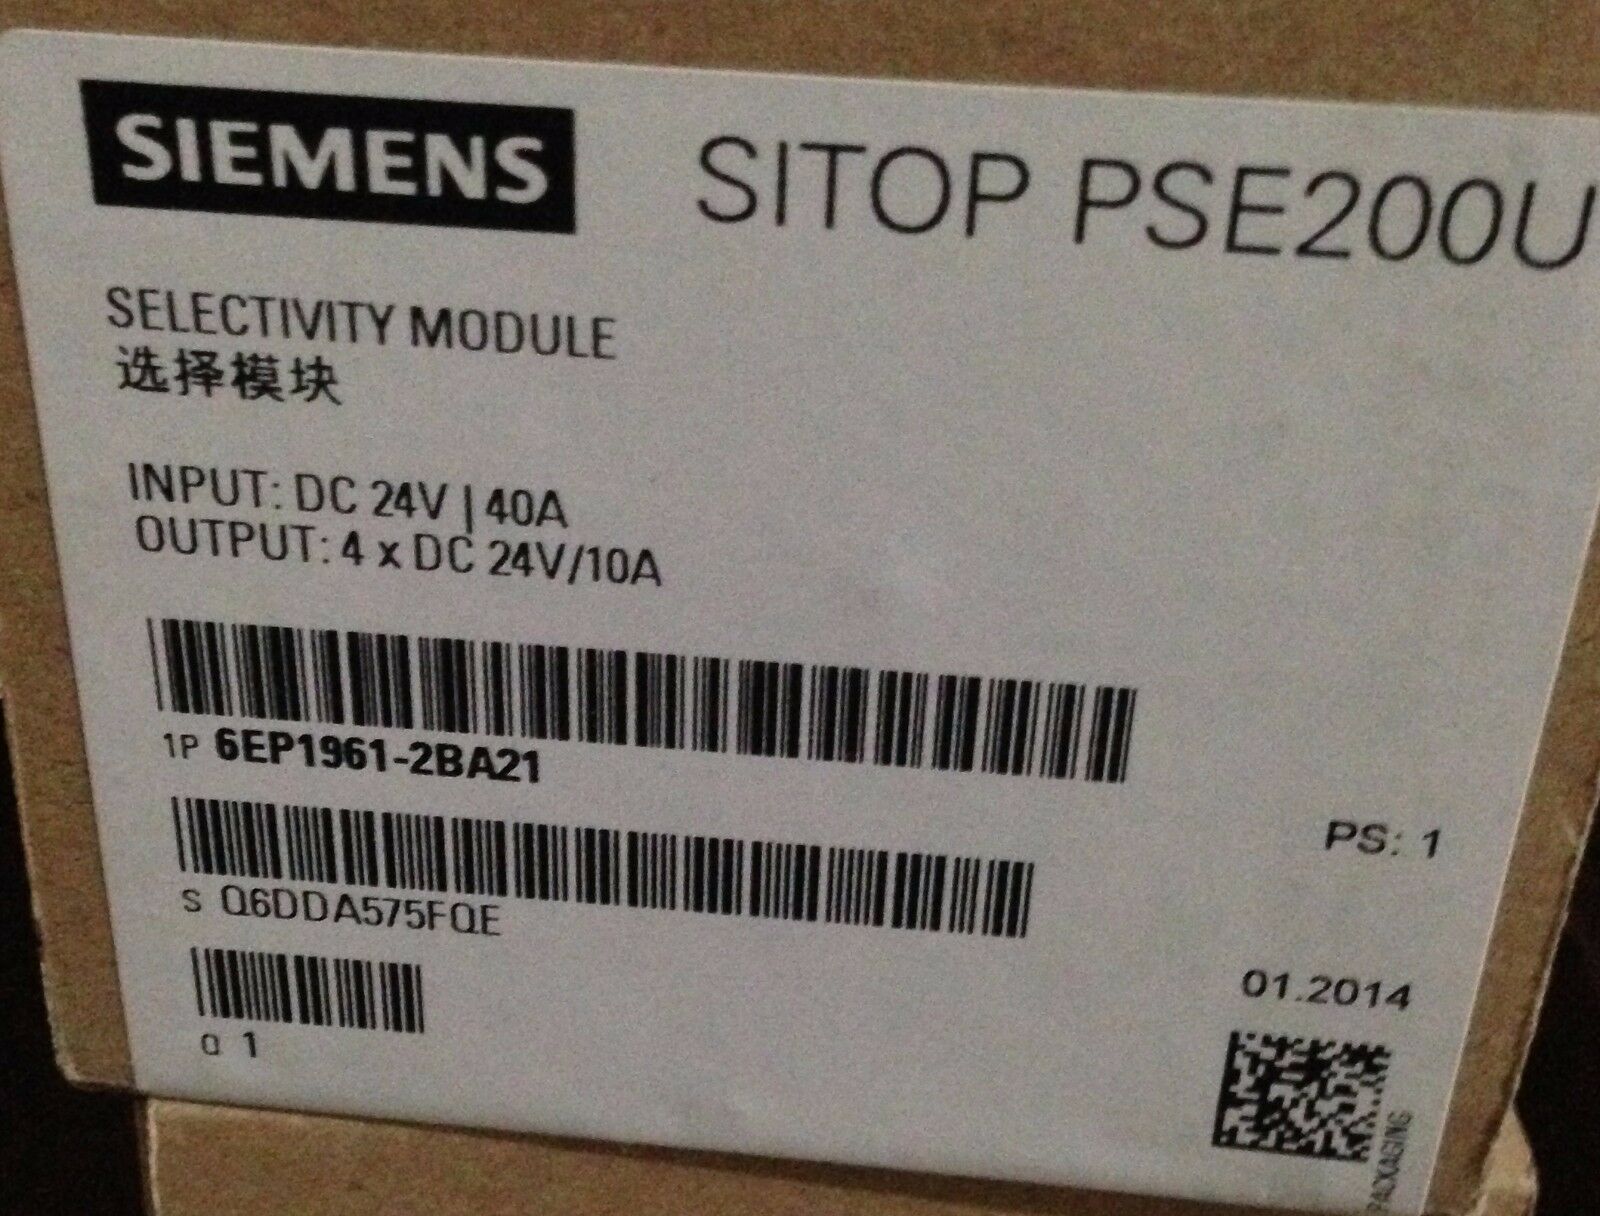 SIEMENS
SITOP PSE200U
SELECTIVITY MODULE
选择模块
INPUT: DC 24V | 40A
OUTPUT: 4 x DC 24V/10A
1P 6EP1961-2BA21
PS: 1
S Q6DDA575FQE
01.2014
Q 1
PACKAGING